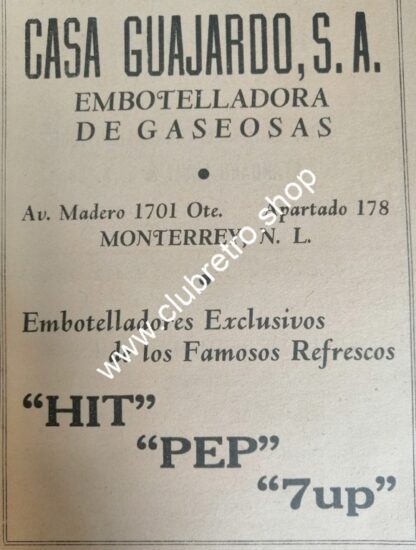 CASA GUAJARDO, S. A.
EMBOTELLADORA
DE GASEOSAS
Av. Madero 1701 Ote. Apartado 178
MONTERREY, N. L.
Embotelladores Exclusivos
de los Famosos Refrescos
"HIT"
"PEP"
"7up"
www.clubretro.shop